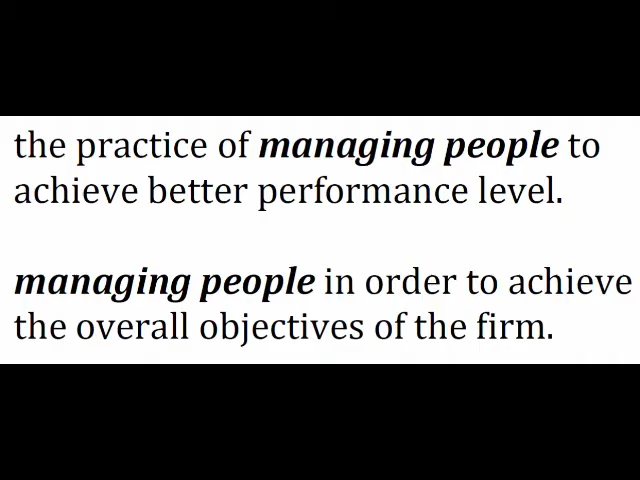 the practice of managing people to
achieve better performance level.
managing people in order to achieve
the overall objectives of the firm.